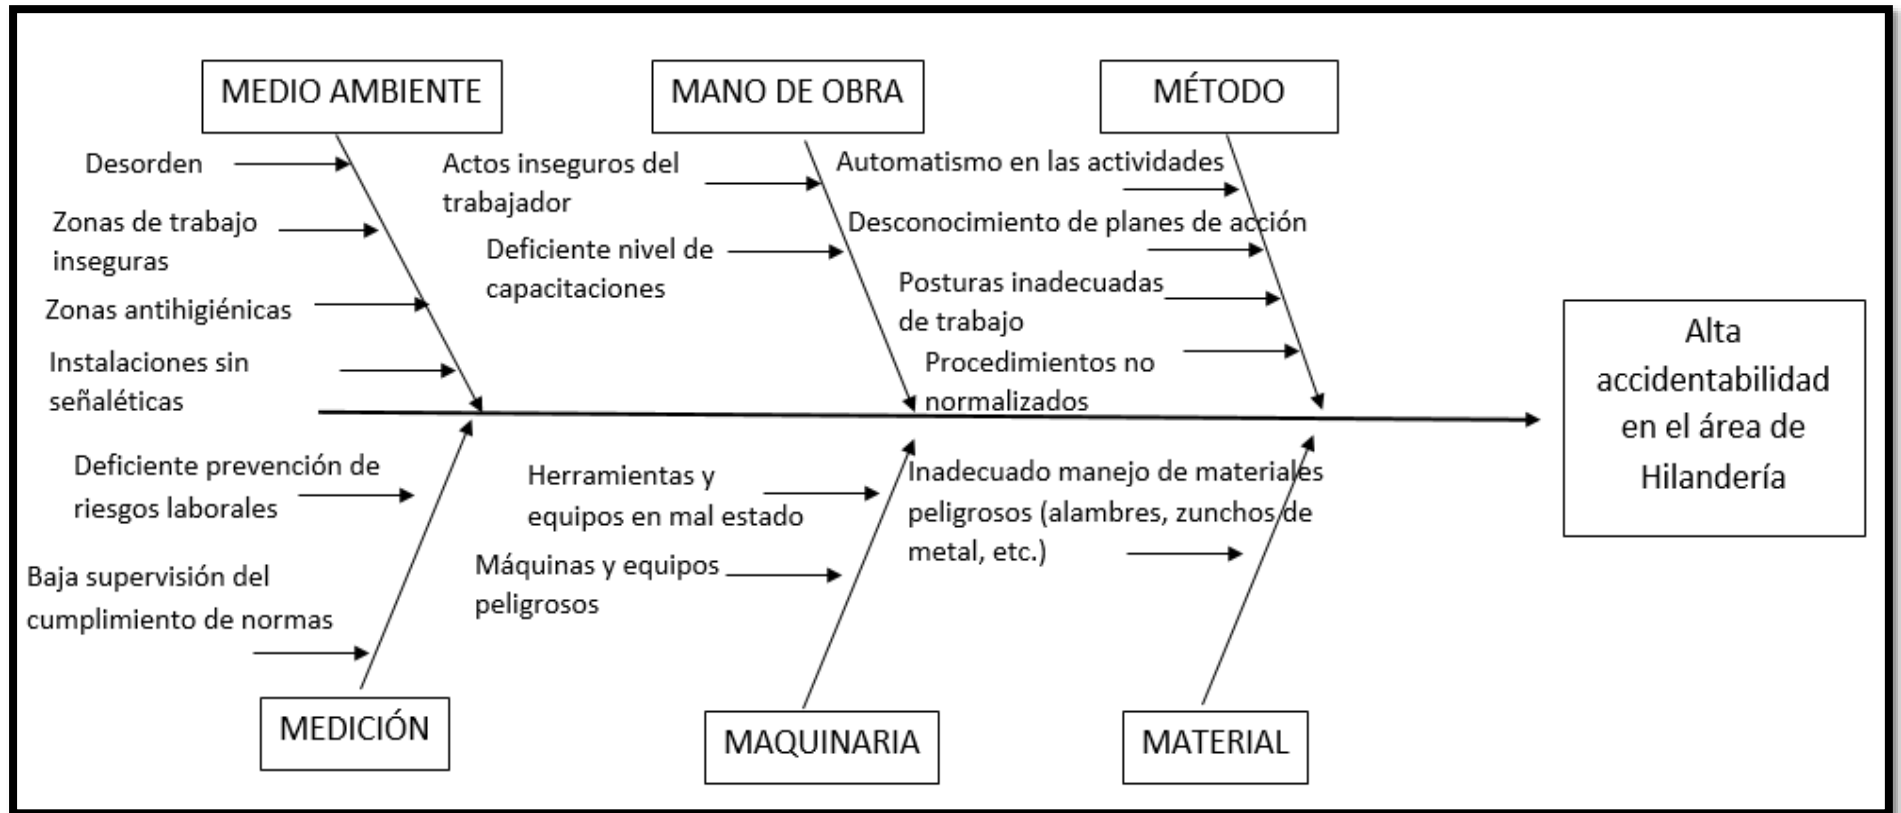 MEDIO AMBIENTE
MANO DE OBRA
MÉTODO
Desorden
Zonas de trabajo
inseguras
Zonas antihigiénicas
Instalaciones sin
señaléticas
Actos inseguros del
trabajador
Deficiente nivel de
capacitaciones
Automatismo en las actividades
Desconocimiento de planes de acción
Posturas inadecuadas
de trabajo
Procedimientos no
normalizados
Alta
accidentabilidad
en el área de
Hilandería
Deficiente prevención de
riesgos laborales
Baja supervisión del
cumplimiento de normas
Herramientas y
equipos en mal estado
Máquinas y equipos
peligrosos
Inadecuado manejo de materiales
peligrosos (alambres, zunchos de
metal, etc.)
MEDICIÓN
MAQUINARIA
MATERIAL